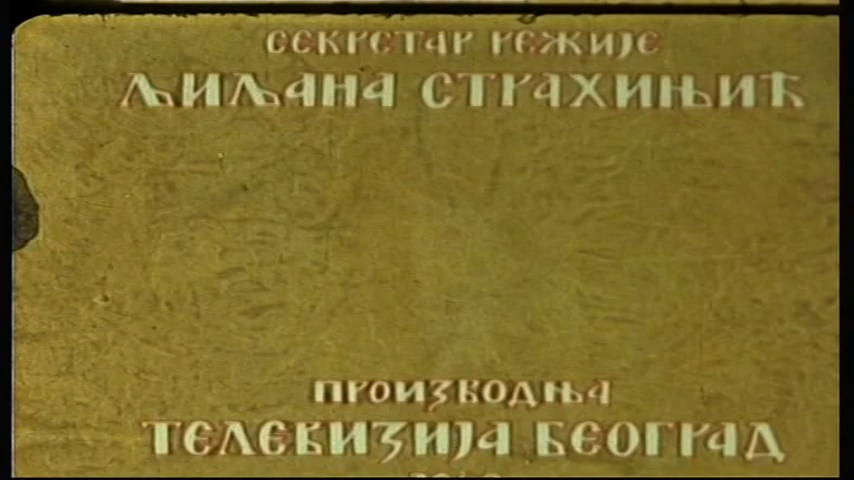 СЕКРЕТАР РЕЖИЈЕ
ЉИЉАНА СТРАХИЊИЋ
ПРОИЗВОДЊА
ТЕЛЕВИЗИЈА БЕОГРАД